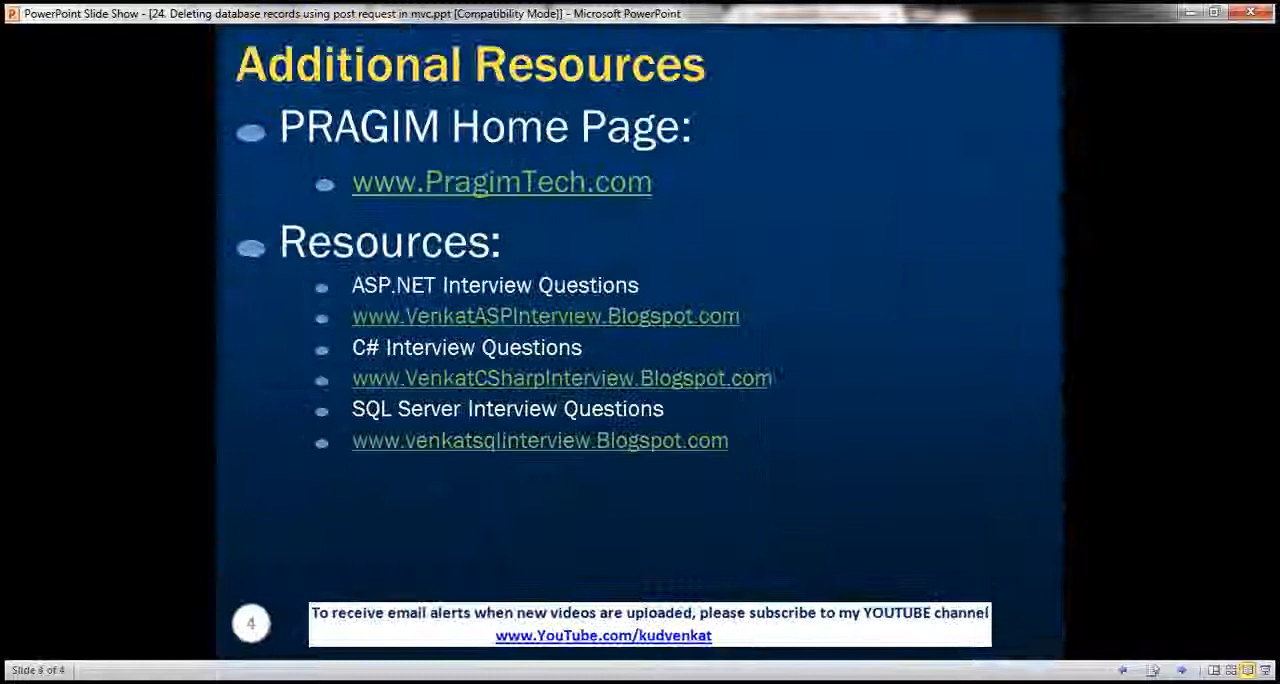 PowerPoint Slide Show - [24. Deleting database records using post request in mvc.ppt [Compatibility Mode]] - Microsoft PowerPoint
Additional Resources
PRAGIM Home Page:
www.PragimTech.com
Resources:
ASP.NET Interview Questions
www.VenkatASPInterview.Blogspot.com
C# Interview Questions
www.VenkatCSharpInterview.Blogspot.com
SQL Server Interview Questions
www.venkatsqlinterview.Blogspot.com
4
To receive email alerts when new videos are uploaded, please subscribe to my YOUTUBE channel
www.YouTube.com/kudvenkat
Slide 4 of 4